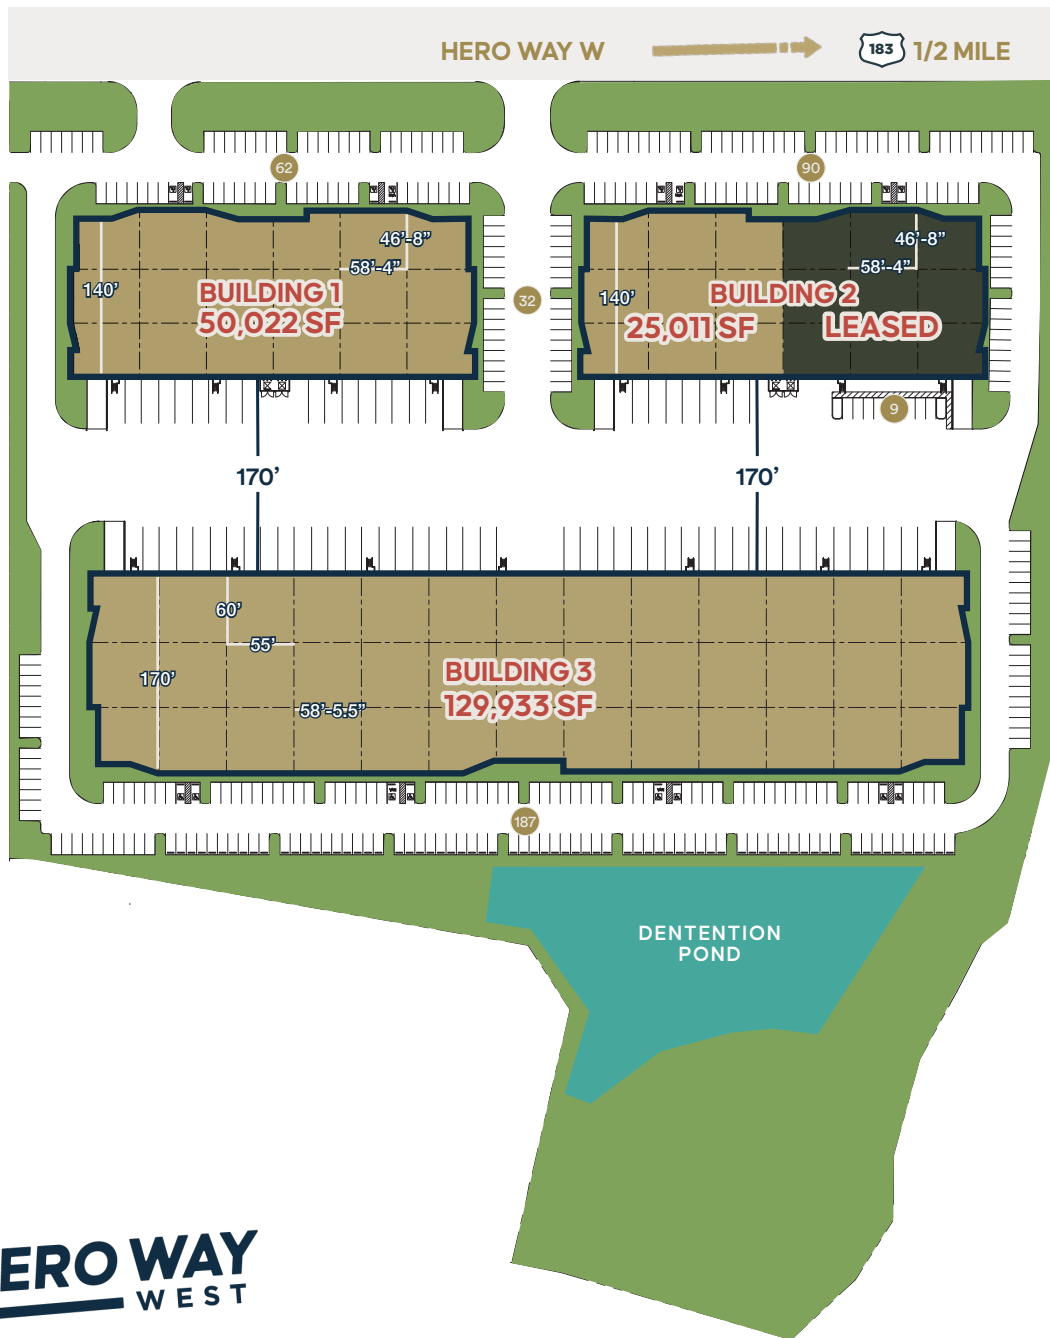 HERO WAY W
183
1/2 MILE
62
90
46'-8"
58'-4"
140'
BUILDING 1
50,022 SF
32
46'-8"
58'-4"
140'
BUILDING 2
25,011 SF
LEASED
9
170'
170'
60'
55'
170'
58'-5.5"
BUILDING 3
129,933 SF
187
DENTENTION
POND
ERO WAY
WEST